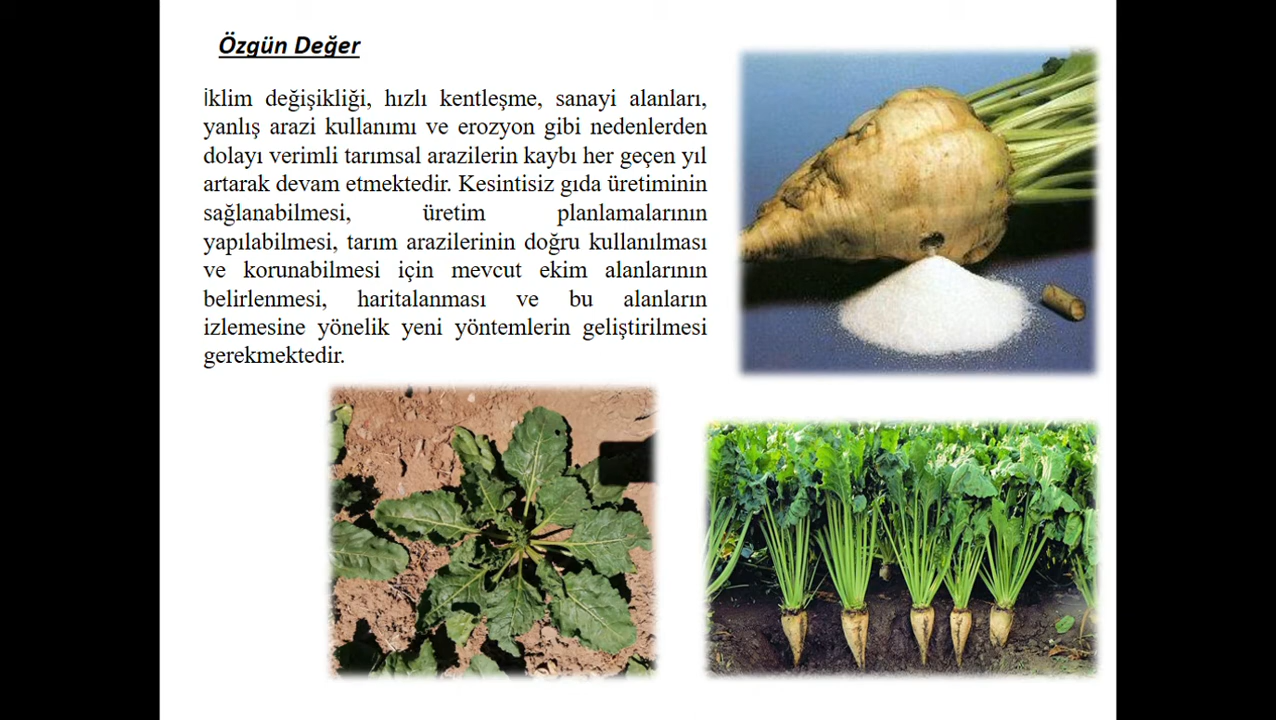 Özgün Değer
İklim değişikliği, hızlı kentleşme, sanayi alanları,
yanlış arazi kullanımı ve erozyon gibi nedenlerden
dolayı verimli tarımsal arazilerin kaybı her geçen yıl
artarak devam etmektedir. Kesintisiz gıda üretiminin
sağlanabilmesi, üretim planlamalarının
yapılabilmesi, tarım arazilerinin doğru kullanılması
ve korunabilmesi için mevcut ekim alanlarının
belirlenmesi, haritalanması ve bu alanların
izlemesine yönelik yeni yöntemlerin geliştirilmesi
gerekmektedir.